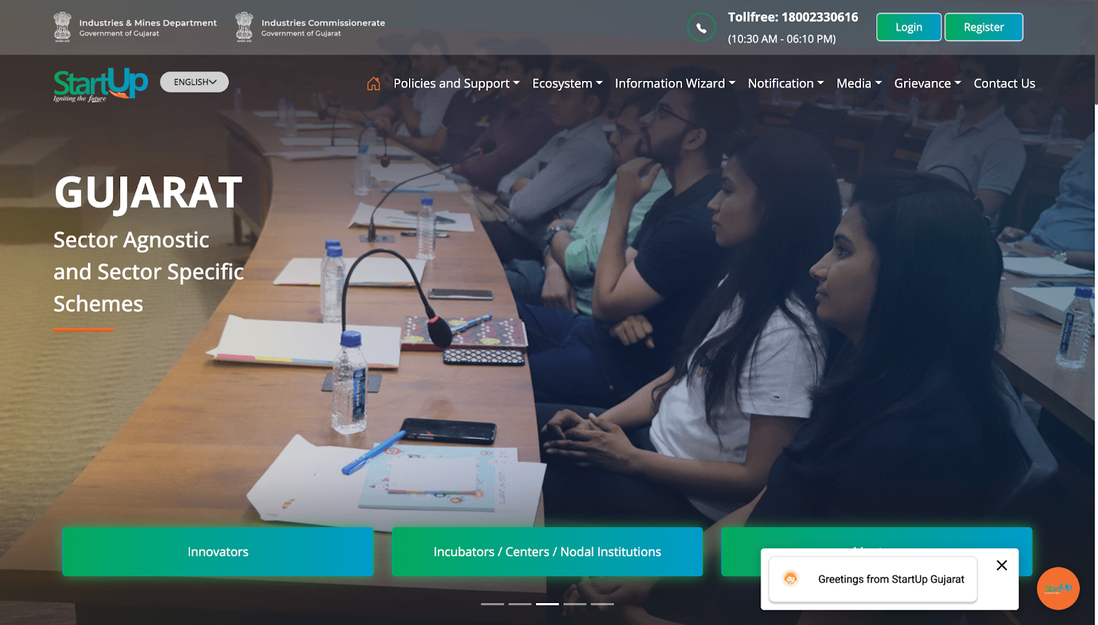 Industries & Mines Department
Government of Gujarat
Industries Commissionerate
Government of Gujarat
Tollfree: 18002330616
(10:30 AM - 06:10 PM)
Login
Register
StartUp
Igniting the future
ENGLISH
Policies and Support
Ecosystem
Information Wizard
Notification
Media
Grievance
Contact Us
GUJARAT
Sector Agnostic
and Sector Specific
Schemes
Innovators
Incubators / Centers / Nodal Institutions
Greetings from StartUp Gujarat
StartUp